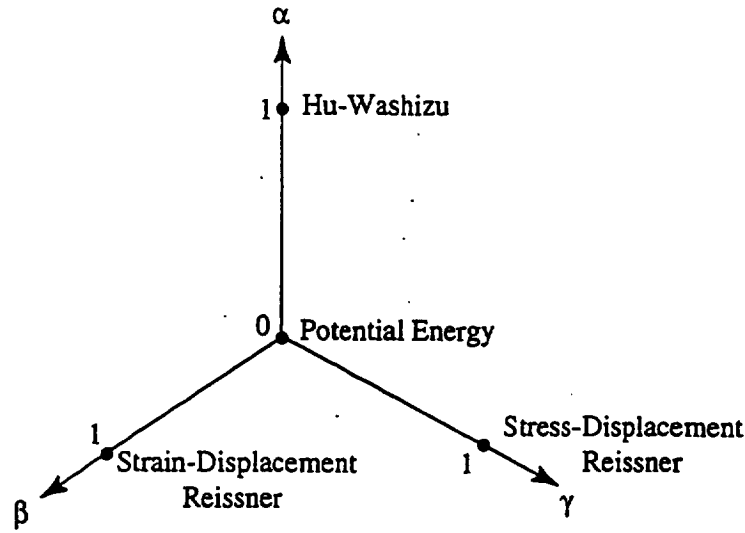 α
1 Hu-Washizu
0 Potential Energy
1
Strain-Displacement
Reissner
β
Stress-Displacement
Reissner
1
γ